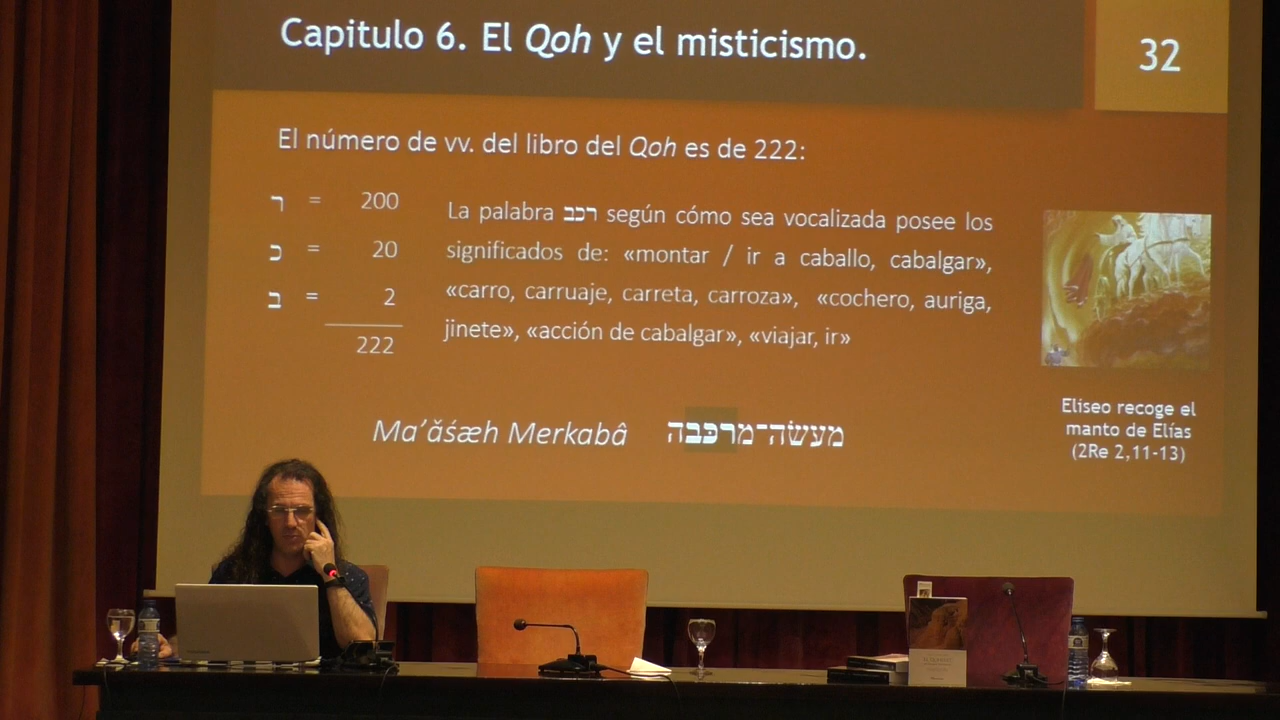 Capitulo 6. El Qoh y el misticismo.
32
El número de vv. del libro del Qoh es de 222:
ר = 200
כ = 20
ב = 2
222
La palabra רכב según cómo sea vocalizada posee los
significados de: «montar / ir a caballo, cabalgar»,
«carro, carruaje, carreta, carroza», «cochero, auriga,
jinete», «acción de cabalgar», «viajar, ir»
Ma’ăśæh Merkabâ מעשׂה־מרכּבה
Eliseo recoge el
manto de Elías
(2Re 2,11-13)